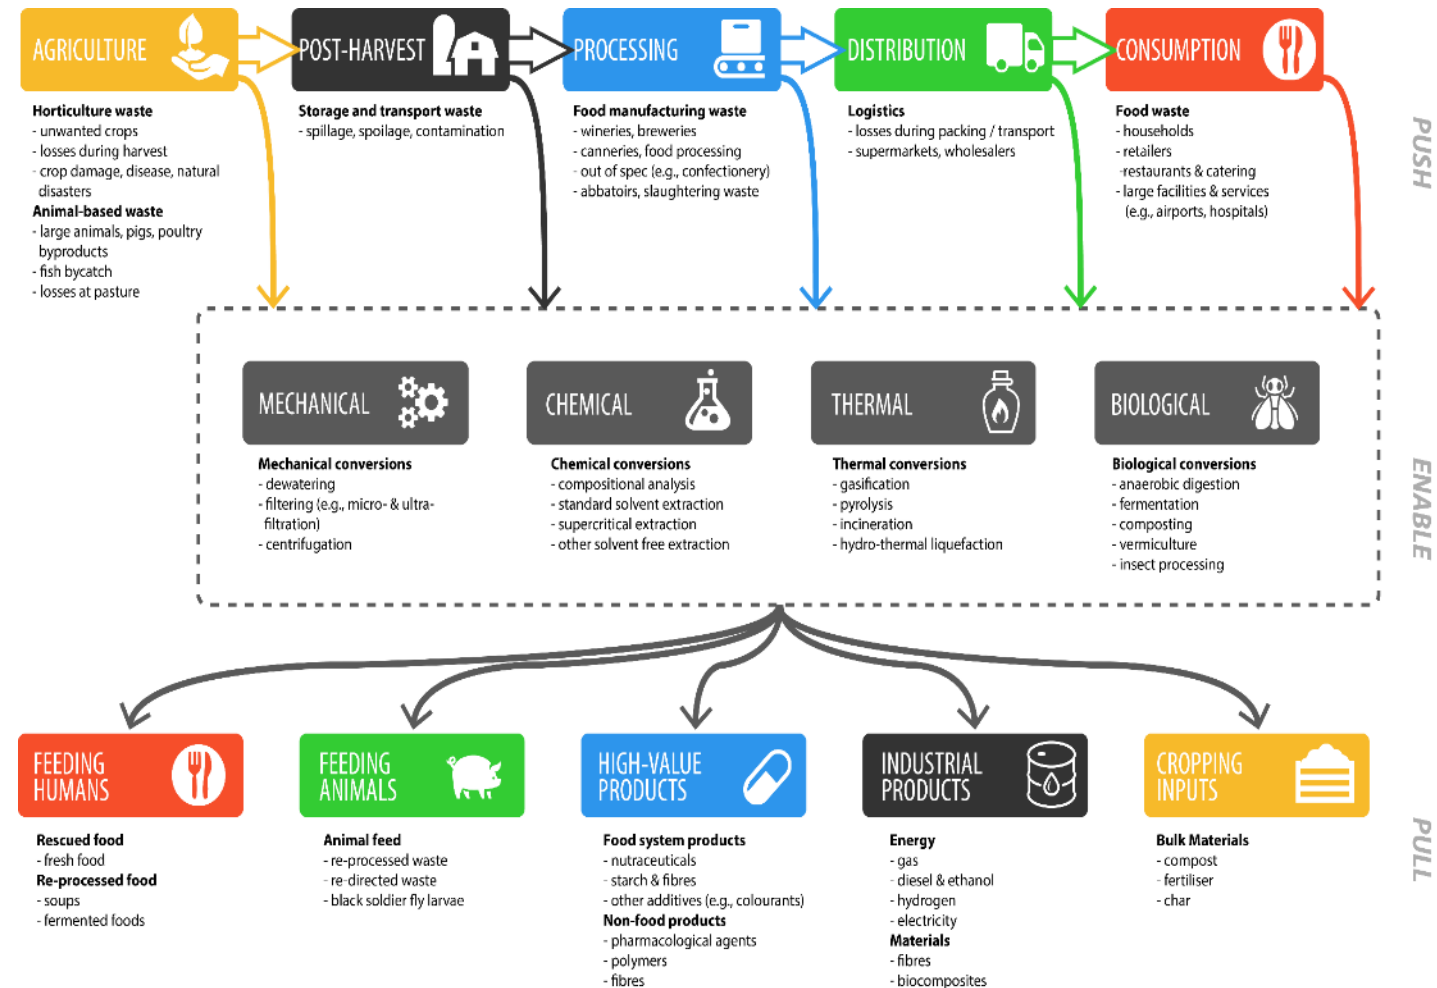 AGRICULTURE
Horticulture waste
- unwanted crops
- losses during harvest
- crop damage, disease, natural
disasters
Animal-based waste
- large animals, pigs, poultry
byproducts
- fish bycatch
- losses at pasture
POST-HARVEST
Storage and transport waste
- spillage, spoilage, contamination
PROCESSING
Food manufacturing waste
- wineries, breweries
- canneries, food processing
- out of spec (e.g., confectionery)
- abbatoirs, slaughtering waste
DISTRIBUTION
Logistics
- losses during packing / transport
- supermarkets, wholesalers
CONSUMPTION
Food waste
- households
- retailers
-restaurants & catering
- large facilities & services
(e.g., airports, hospitals)
PUSH
MECHANICAL
Mechanical conversions
- dewatering
- filtering (e.g., micro- & ultra-
filtration)
- centrifugation
CHEMICAL
Chemical conversions
- compositional analysis
- standard solvent extraction
- supercritical extraction
- other solvent free extraction
THERMAL
Thermal conversions
- gasification
- pyrolysis
- incineration
- hydro-thermal liquefaction
BIOLOGICAL
Biological conversions
- anaerobic digestion
- fermentation
- composting
- vermiculture
- insect processing
ENABLE
FEEDING
HUMANS
Rescued food
- fresh food
Re-processed food
- soups
- fermented foods
FEEDING
ANIMALS
Animal feed
- re-processed waste
- re-directed waste
- black soldier fly larvae
HIGH-VALUE
PRODUCTS
Food system products
- nutraceuticals
- starch & fibres
- other additives (e.g., colourants)
Non-food products
- pharmacological agents
- polymers
- fibres
INDUSTRIAL
PRODUCTS
Energy
- gas
- diesel & ethanol
- hydrogen
- electricity
Materials
- fibres
- biocomposites
CROPPING
INPUTS
Bulk Materials
- compost
- fertiliser
- char
PULL